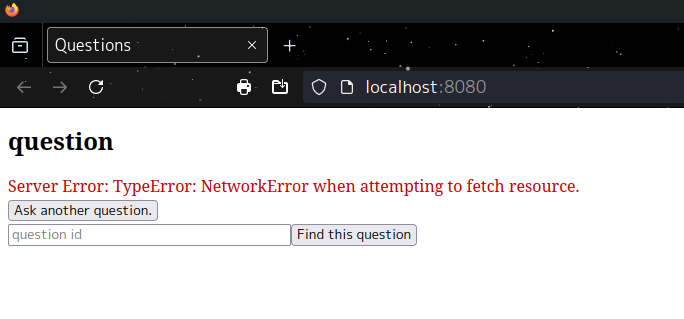 Questions
localhost:8080
question
Server Error: TypeError: NetworkError when attempting to fetch resource.
Ask another question.
question id Find this question